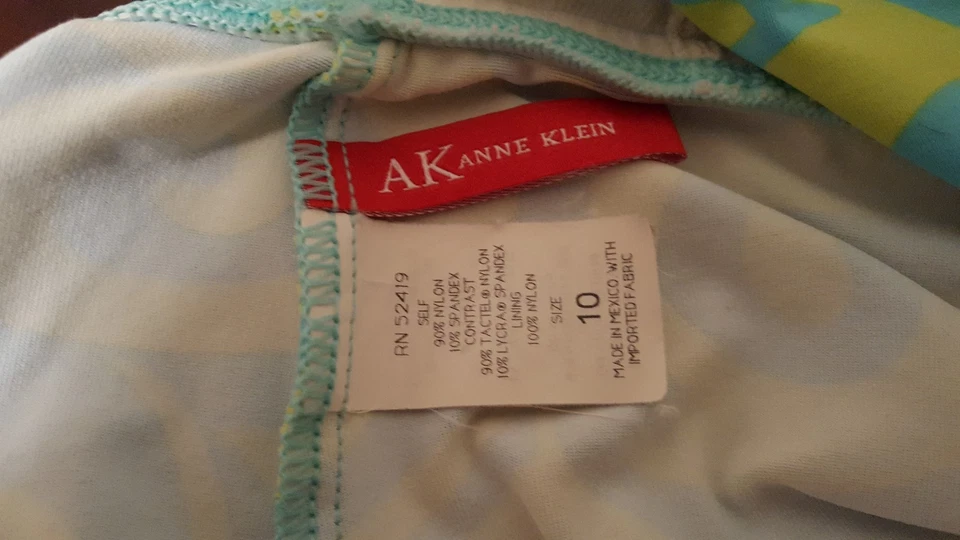 AK ANNE KLEIN
RN 52419
SELF
90% NYLON
10% SPANDEX
CONTRAST
90% TACTEL® NYLON
10% LYCRA® SPANDEX
LINING
100% NYLON
SIZE
10
MADE IN MEXICO WITH
IMPORTED FABRIC